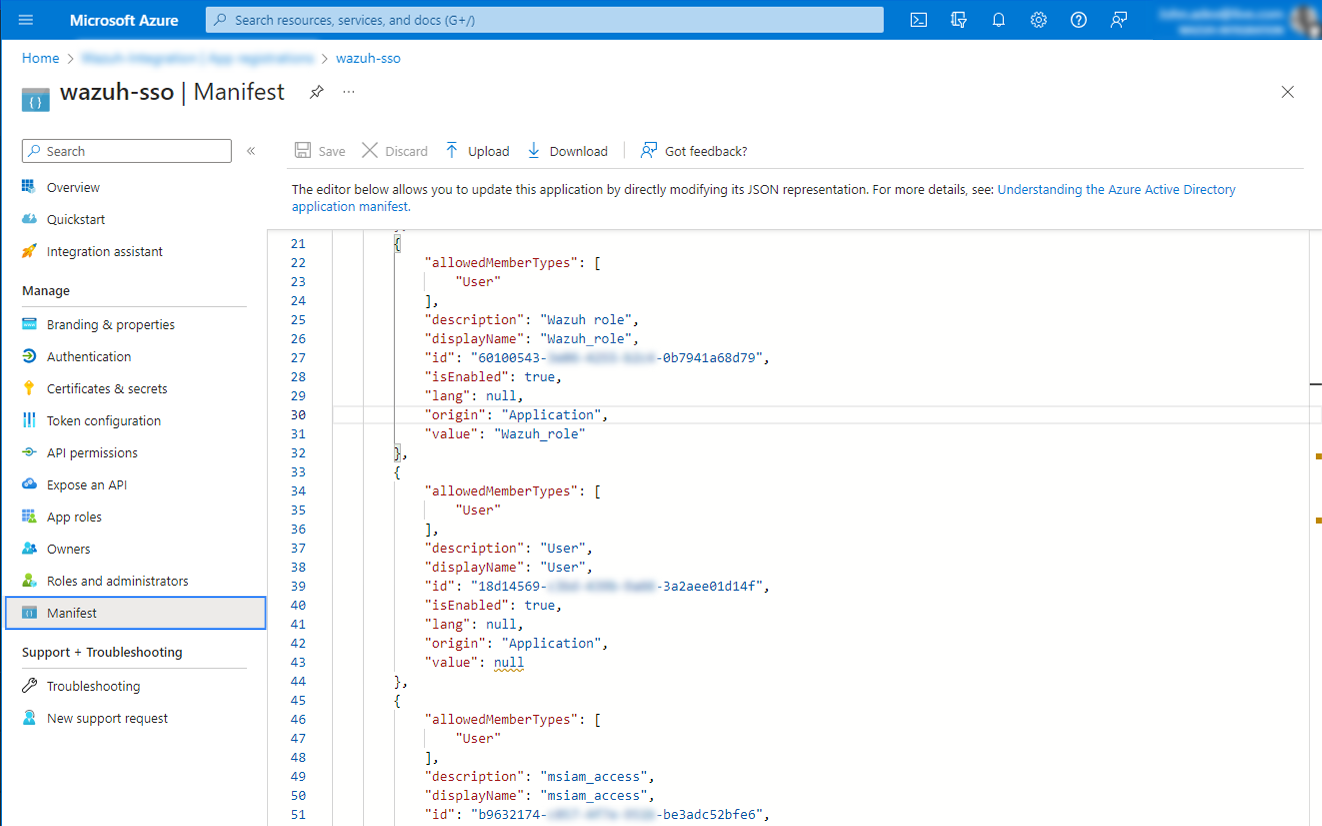 Microsoft Azure
Search resources, services, and docs (G+/)
Home > > wazuh-sso
wazuh-sso | Manifest
Search
Overview
Quickstart
Integration assistant
Manage
Branding & properties
Authentication
Certificates & secrets
Token configuration
API permissions
Expose an API
App roles
Owners
Roles and administrators
Manifest
Support + Troubleshooting
Troubleshooting
New support request
Save Discard Upload Download Got feedback?
The editor below allows you to update this application by directly modifying its JSON representation. For more details, see: Understanding the Azure Active Directory
application manifest.
21 {
22 "allowedMemberTypes": [
23 "User"
24 ],
25 "description": "Wazuh role",
26 "displayName": "Wazuh_role",
27 "id": "60100543- -0b7941a68d79",
28 "isEnabled": true,
29 "lang": null,
30 "origin": "Application",
31 "value": "Wazuh_role"
32 },
33 {
34 "allowedMemberTypes": [
35 "User"
36 ],
37 "description": "User",
38 "displayName": "User",
39 "id": "18d14569- -3a2aee01d14f",
40 "isEnabled": true,
41 "lang": null,
42 "origin": "Application",
43 "value": null
44 },
45 {
46 "allowedMemberTypes": [
47 "User"
48 ],
49 "description": "msiam_access",
50 "displayName": "msiam_access",
51 "id": "b9632174- -be3adc52bfe6",